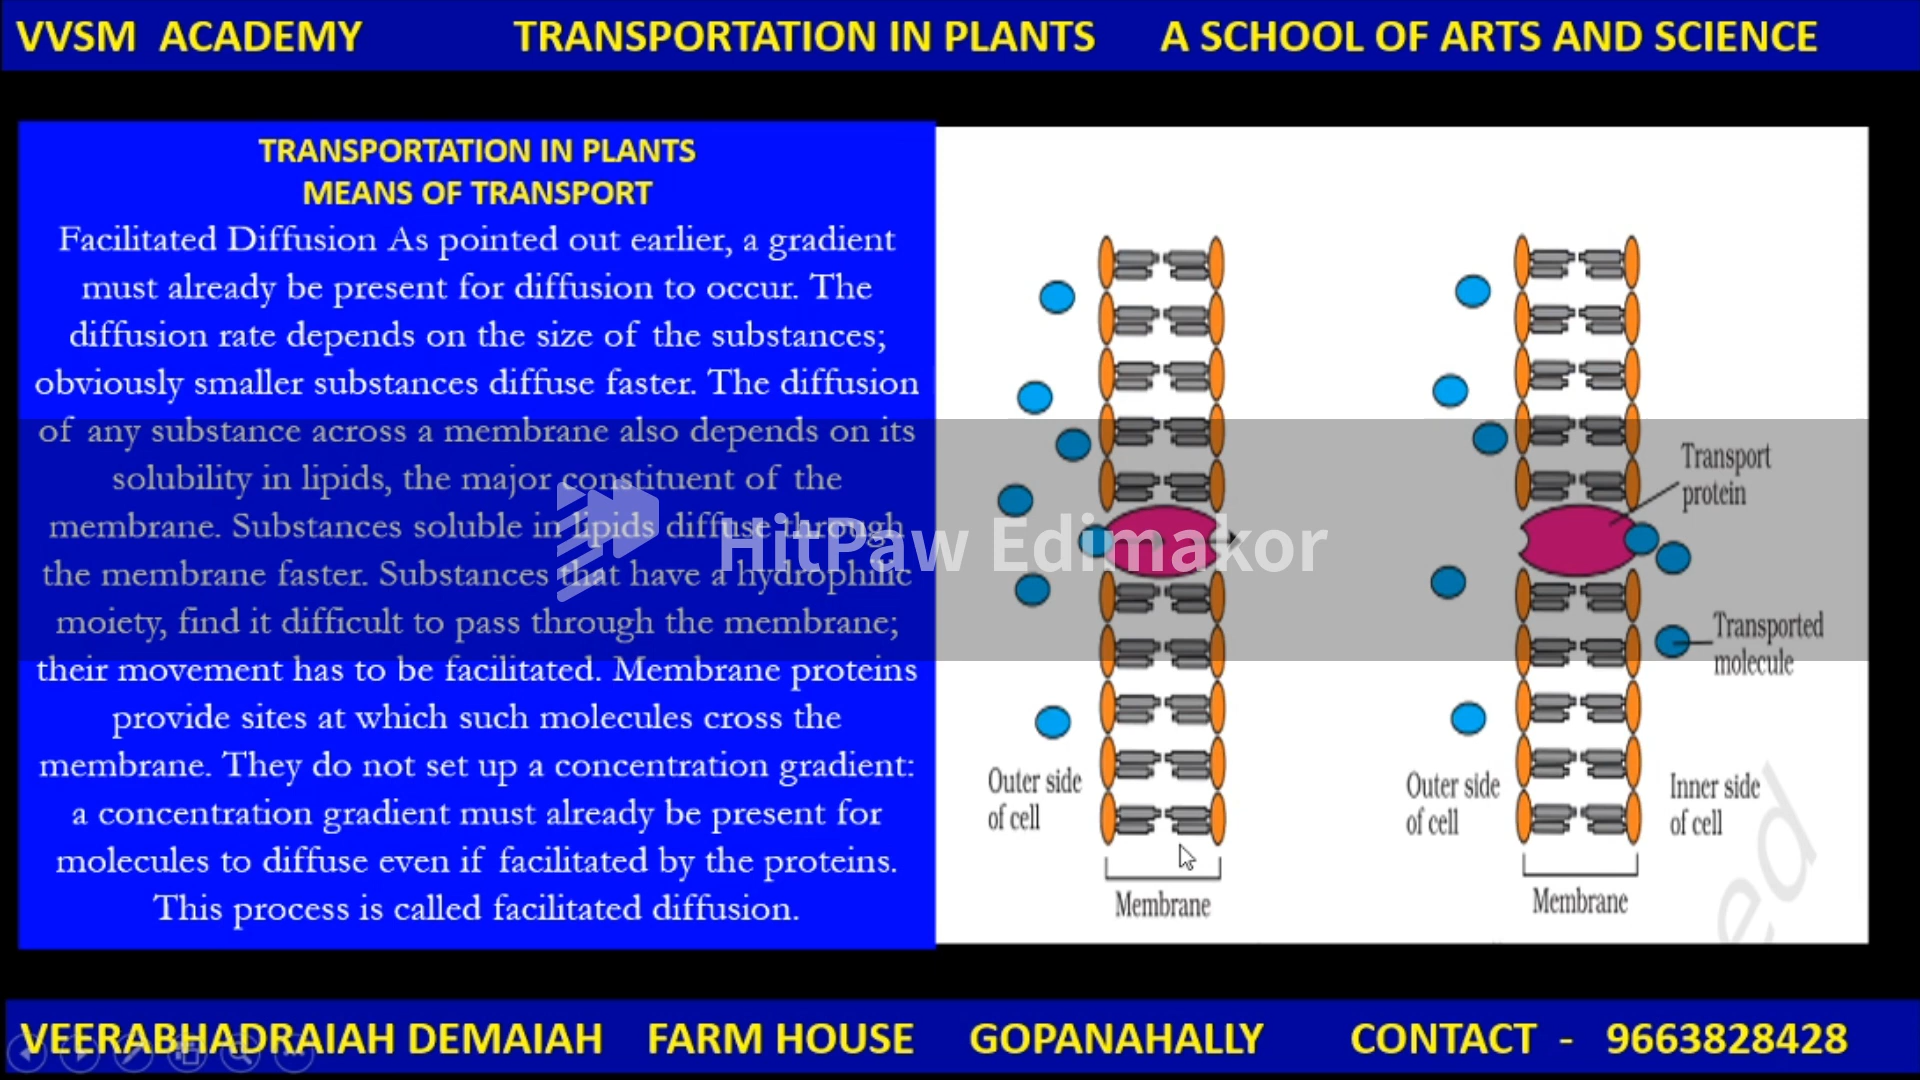 VVSM ACADEMY TRANSPORTATION IN PLANTS A SCHOOL OF ARTS AND SCIENCE
TRANSPORTATION IN PLANTS
MEANS OF TRANSPORT
Facilitated Diffusion As pointed out earlier, a gradient
must already be present for diffusion to occur. The
diffusion rate depends on the size of the substances;
obviously smaller substances diffuse faster. The diffusion
of any substance across a membrane also depends on its
solubility in lipids, the major constituent of the
membrane. Substances soluble in lipids diffuse through
the membrane faster. Substances that have a hydrophilic
moiety, find it difficult to pass through the membrane;
their movement has to be facilitated. Membrane proteins
provide sites at which such molecules cross the
membrane. They do not set up a concentration gradient:
a concentration gradient must already be present for
molecules to diffuse even if facilitated by the proteins.
This process is called facilitated diffusion.
HitPaw Edimakor
Transport
protein
Transported
molecule
Outer side
of cell
Membrane
Outer side
of cell
Inner side
of cell
Membrane
ed
VEERABHADRAIAH DEMAIAH FARM HOUSE GOPANAHALLY CONTACT - 9663828428